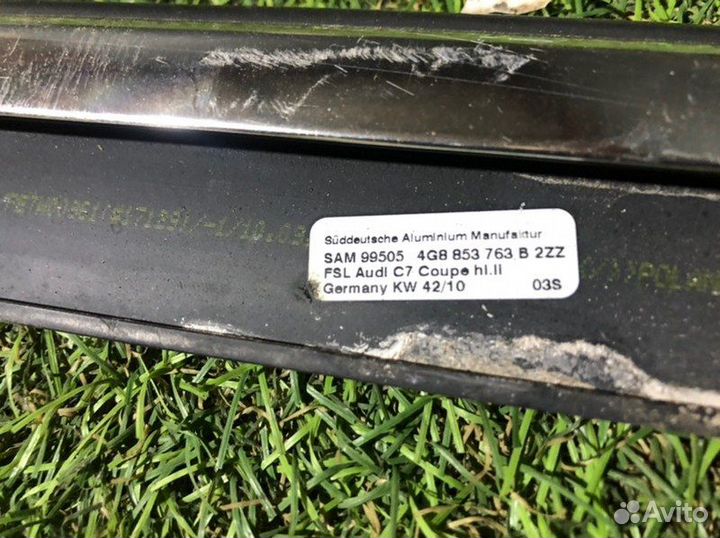 Süddeutsche Aluminium Manufaktur
SAM 99505 4G8 853 763 B 2ZZ
FSL Audi C7 Coupe hl.li
Germany KW 42/10 03S
Avito